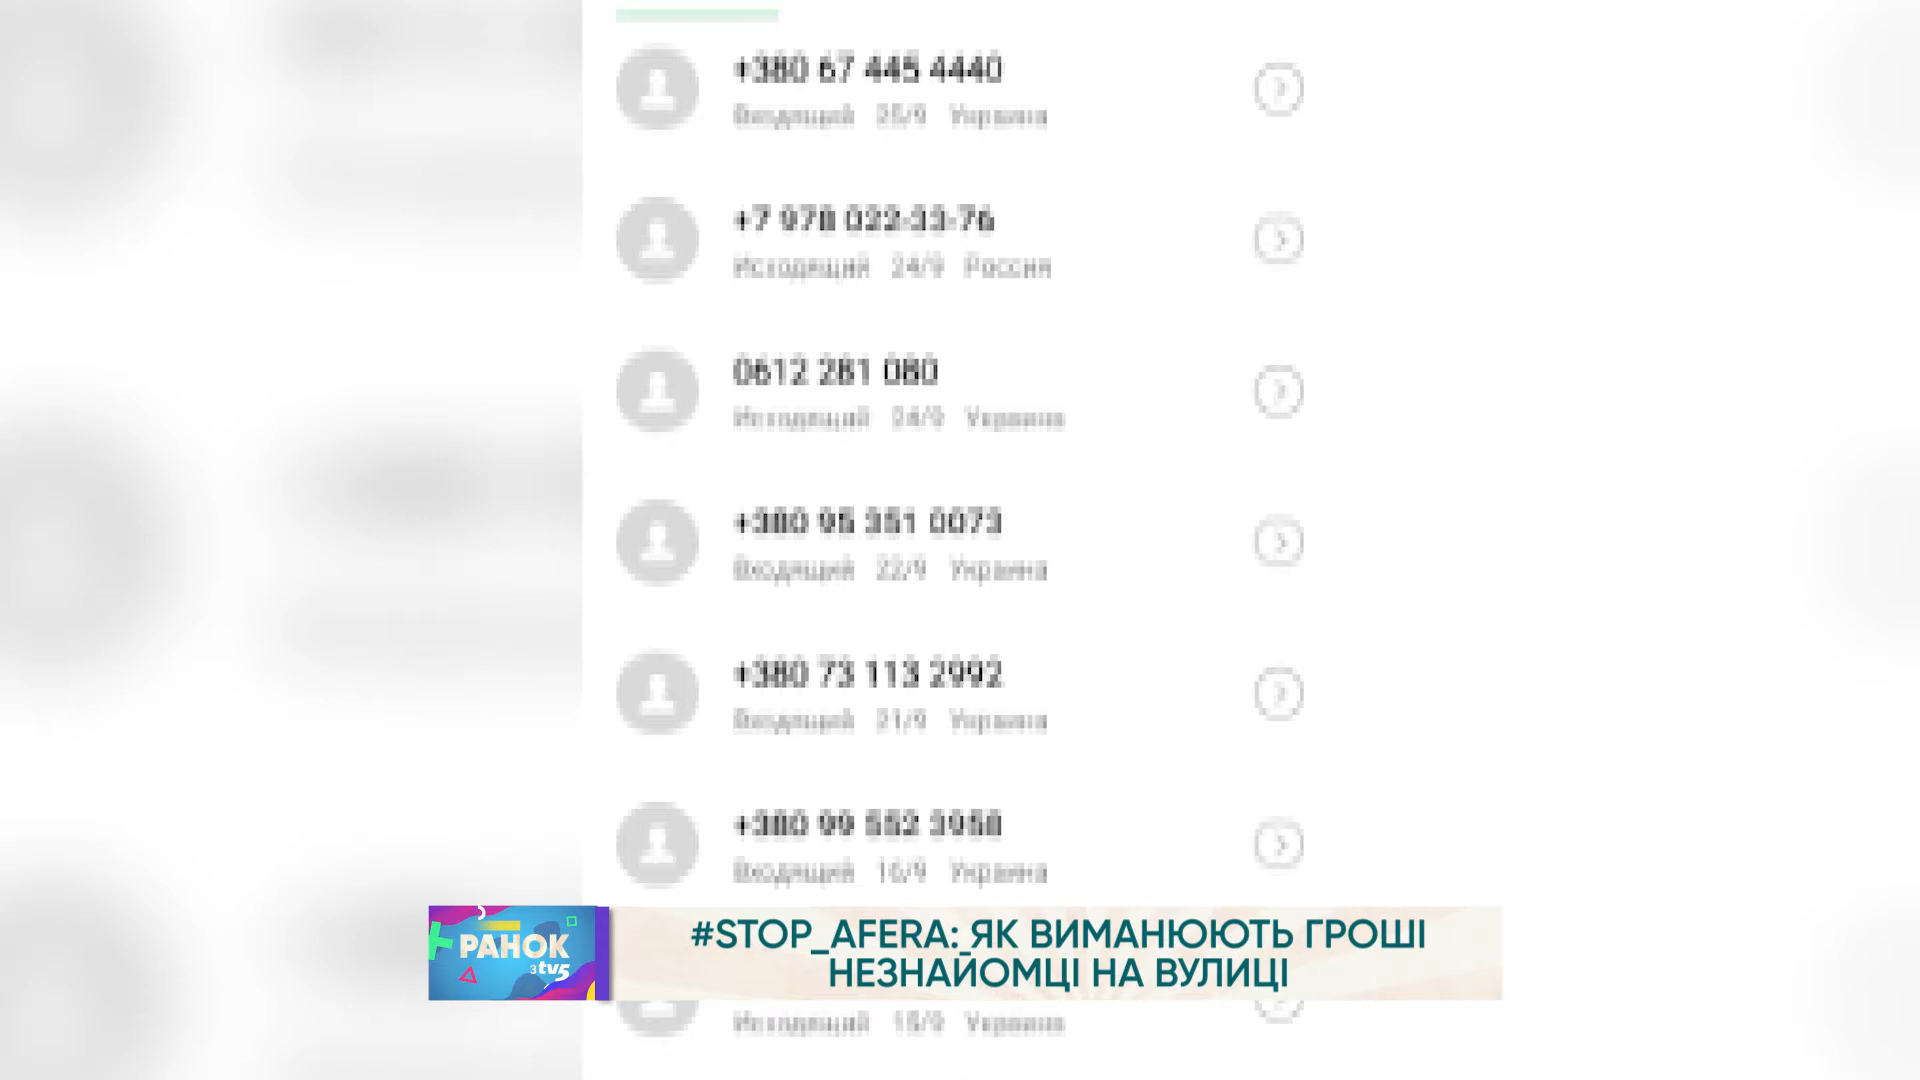 +380 67 445 4440
Входящий 25/9 Украина
+7 978 022-33-76
Исходящий 24/9 Россия
0612 281 080
Исходящий 24/9 Украина
+380 95 351 0073
Входящий 22/9 Украина
+380 73 113 2992
Входящий 21/9 Украина
+380 99 552 3958
Входящий 16/9 Украина
#STOP_AFERA: ЯК ВИМАНЮЮТЬ ГРОШІ
НЕЗНАЙОМЦІ НА ВУЛИЦІ
РАНОК
з tv5
Исходящий 15/9 Украина